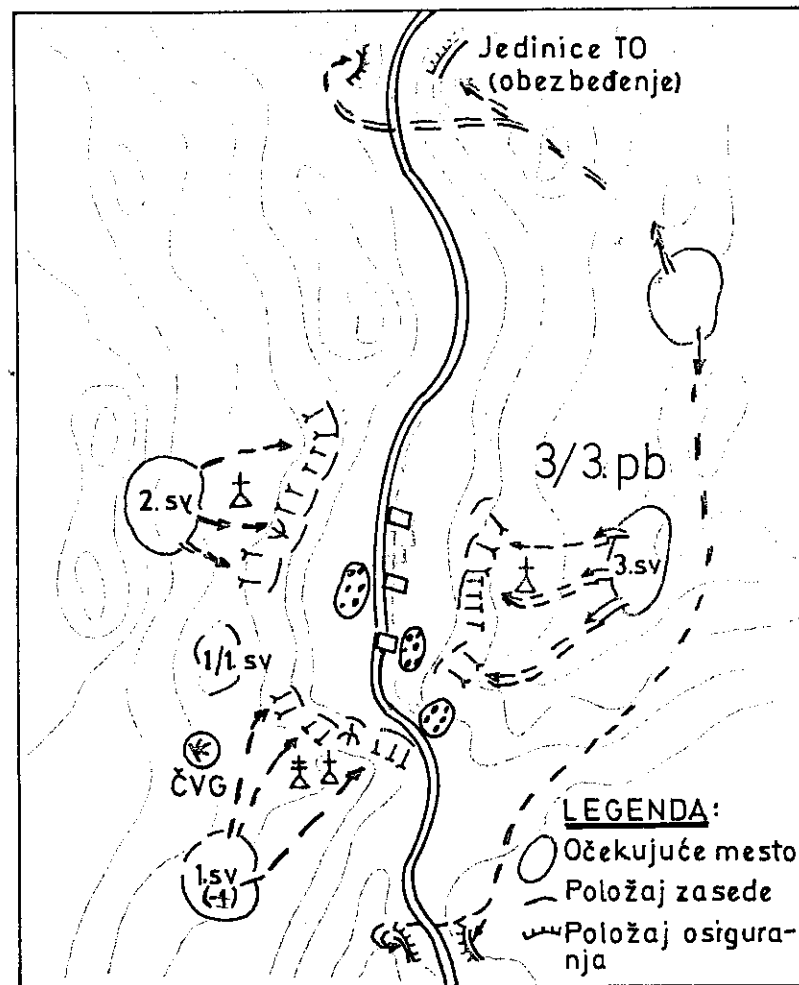 Jedinice TO
(obezbeđenje)
3/3.pb
2.sv
3.sv
1/1.sv
ČVG
1.sv
(-1)
LEGENDA:
Očekujuće mesto
Položaj zasede
Položaj osigura-
nja